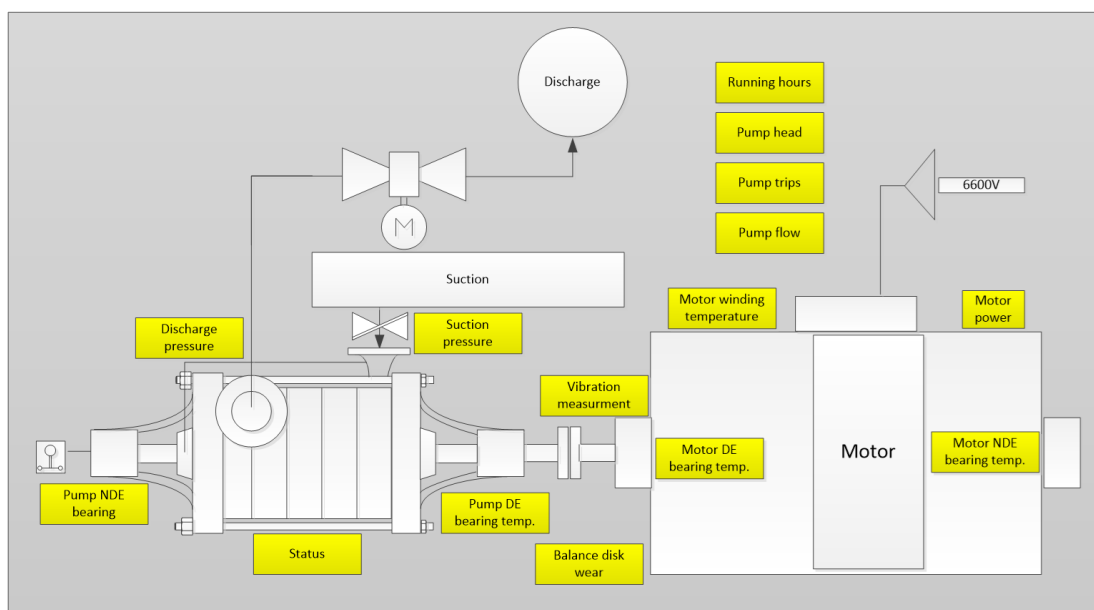 Discharge
Running hours
Pump head
Pump trips
Pump flow
6600V
M
Suction
Motor winding
temperature
Motor
power
Discharge
pressure
Suction
pressure
Vibration
measurment
Motor DE
bearing temp.
Motor
Motor NDE
bearing temp.
Pump NDE
bearing
Pump DE
bearing temp.
Status
Balance disk
wear